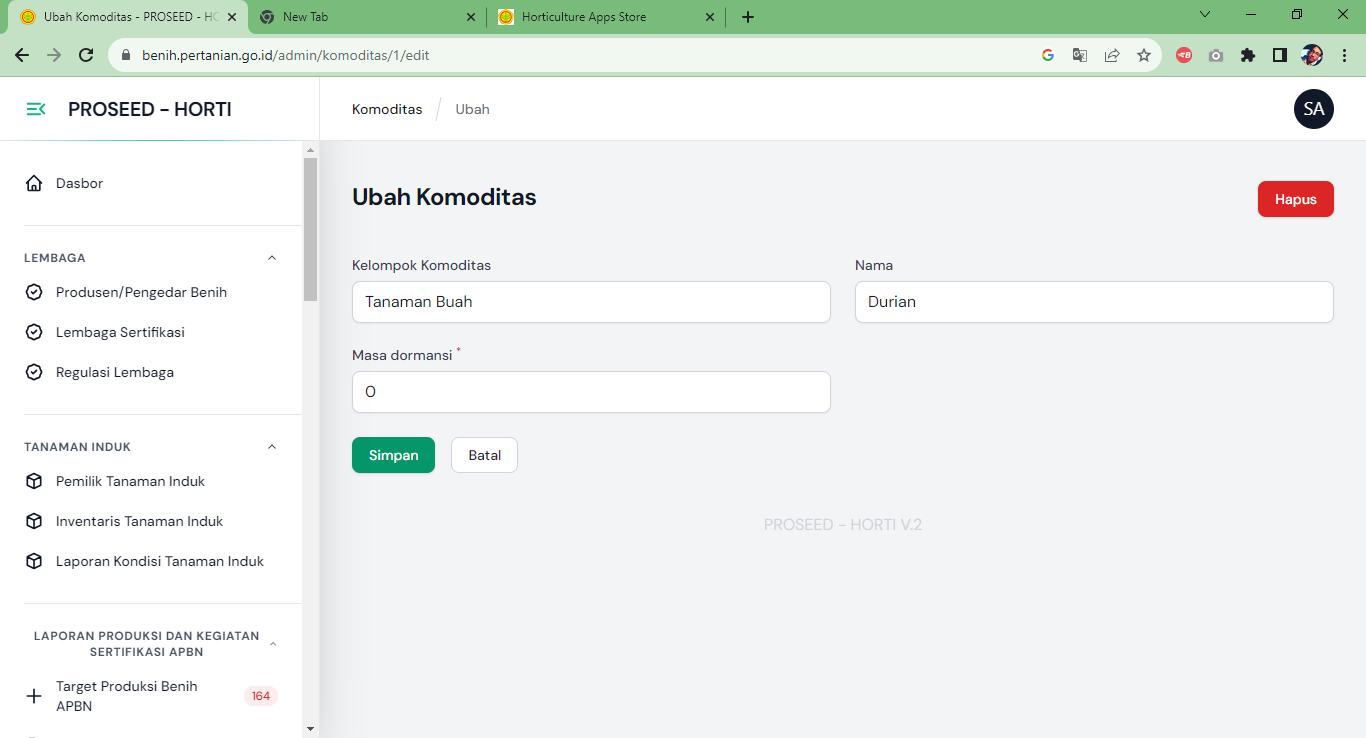 Ubah Komoditas - PROSEED - HO
New Tab
Horticulture Apps Store
benih.pertanian.go.id/admin/komoditas/1/edit
PROSEED - HORTI
Komoditas
Ubah
SA
Dasbor
LEMBAGA
Produsen/Pengedar Benih
Lembaga Sertifikasi
Regulasi Lembaga
TANAMAN INDUK
Pemilik Tanaman Induk
Inventaris Tanaman Induk
Laporan Kondisi Tanaman Induk
LAPORAN PRODUKSI DAN KEGIATAN
SERTIFIKASI APBN
Target Produksi Benih
APBN
164
Ubah Komoditas
Hapus
Kelompok Komoditas
Nama
Tanaman Buah
Durian
Masa dormansi *
0
Simpan
Batal
PROSEED - HORTI V.2